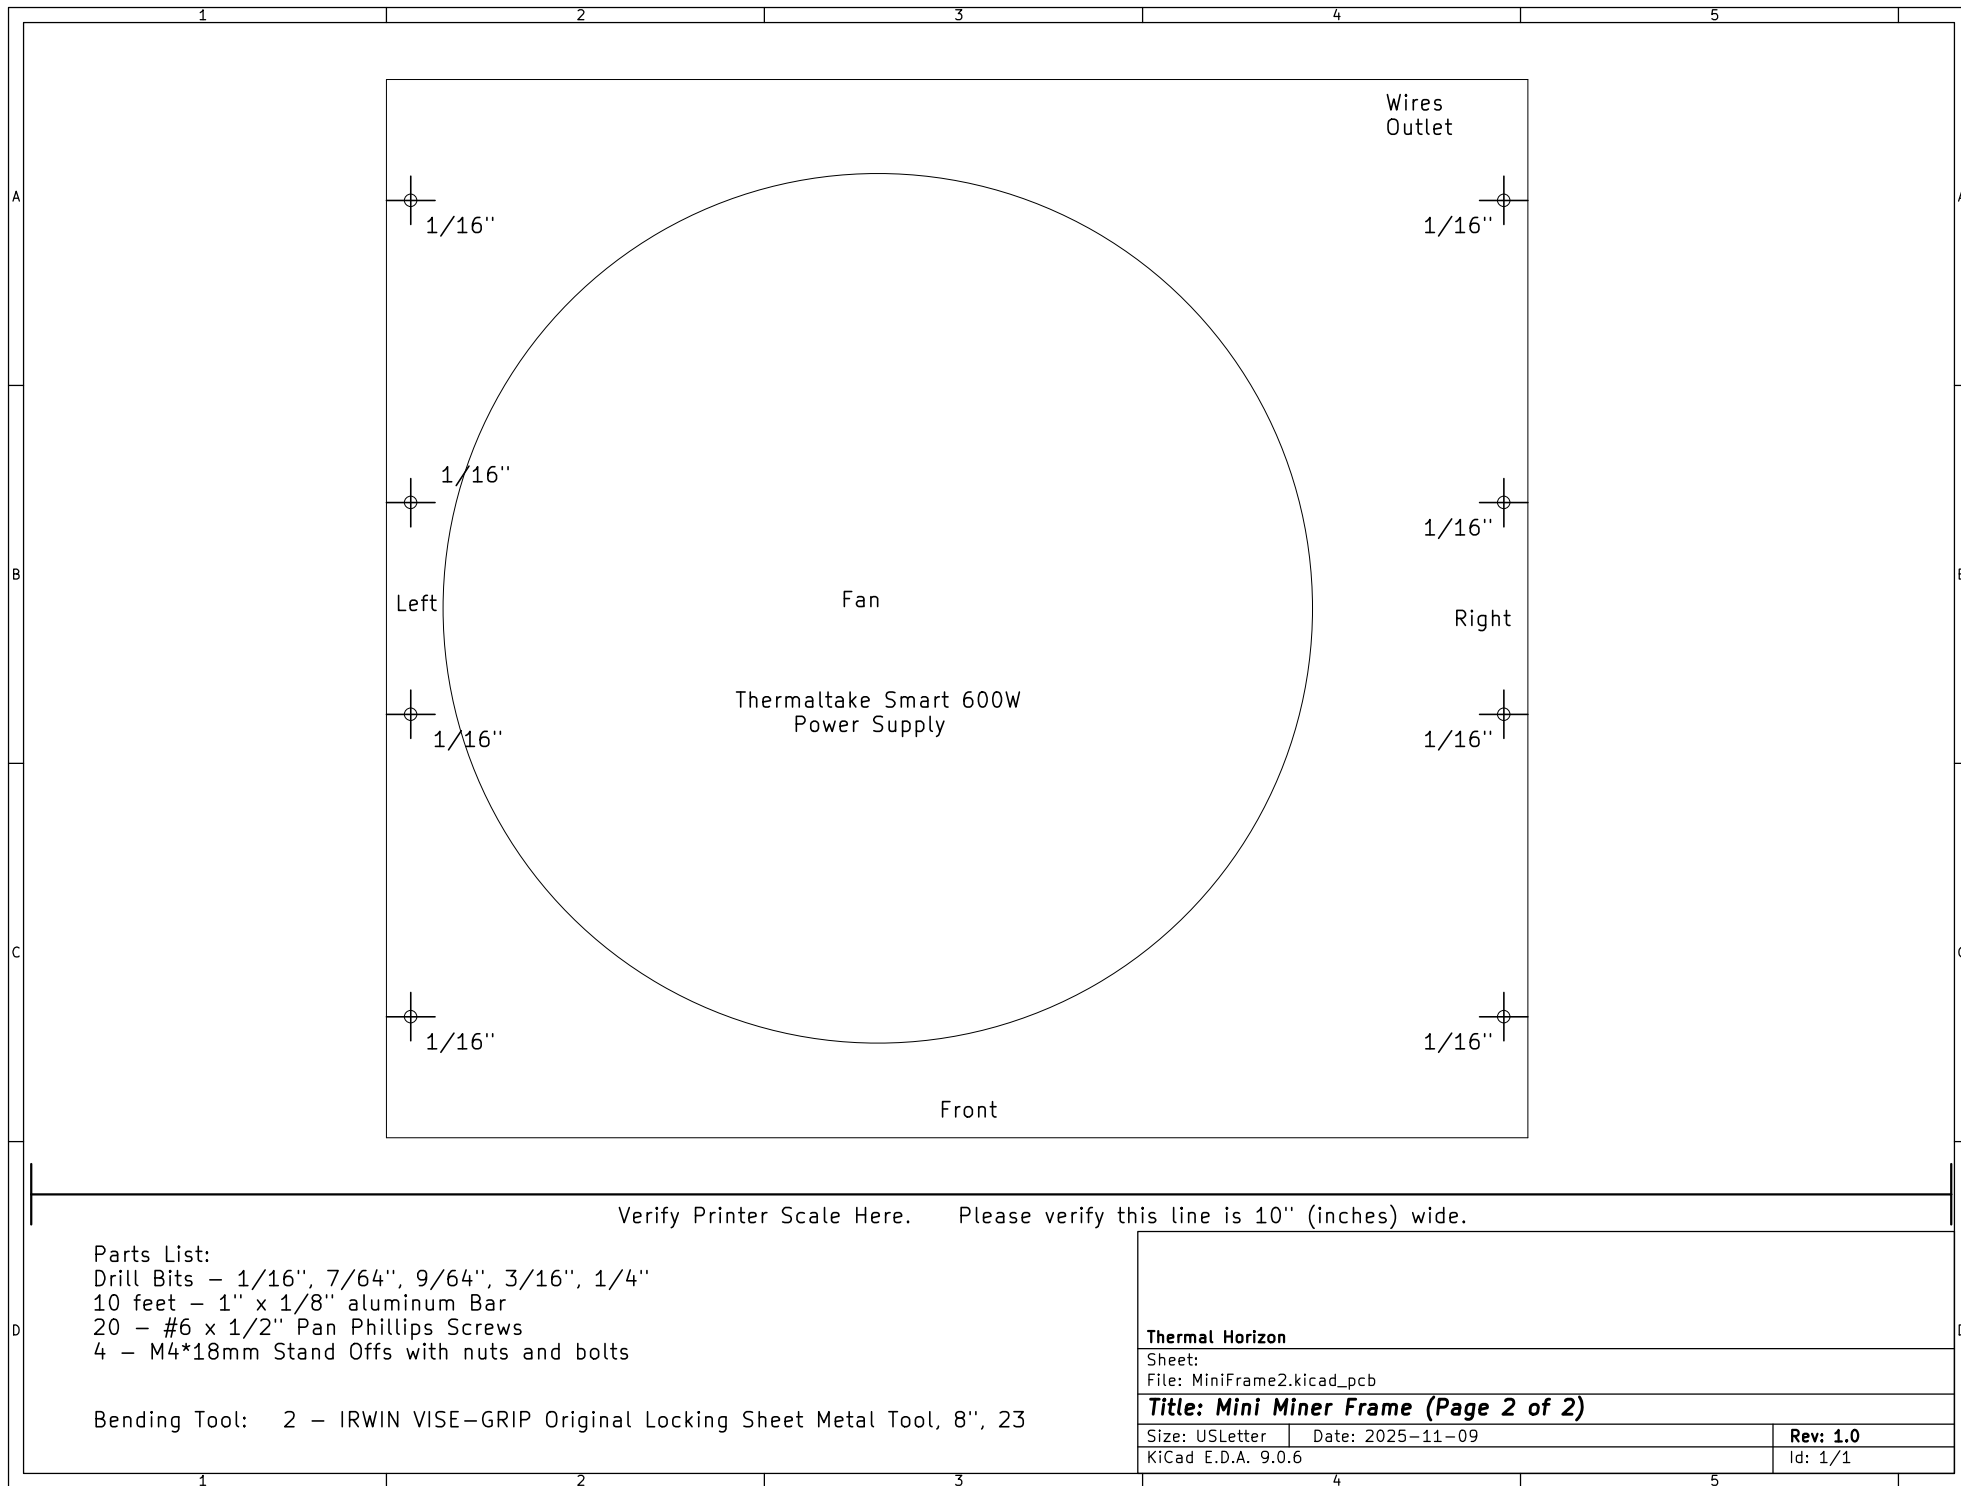 1 2 3 4 5
Wires
Outlet
A A
1/16" 1/16"
1/16"
1/16"
B B
Fan
Left
Right
Thermaltake Smart 600W
Power Supply
1/16" 1/16"
C C
1/16" 1/16"
Front
Verify Printer Scale Here. Please verify this line is 10" (inches) wide.
Parts List:
Drill Bits - 1/16", 7/64", 9/64", 3/16", 1/4"
10 feet - 1" x 1/8" aluminum Bar
20 - #6 x 1/2" Pan Phillips Screws
4 - M4*18mm Stand Offs with nuts and bolts
Bending Tool: 2 - IRWIN VISE-GRIP Original Locking Sheet Metal Tool, 8", 23
D D
Thermal Horizon
Sheet:
File: MiniFrame2.kicad_pcb
Title: Mini Miner Frame (Page 2 of 2)
Size: USLetter Date: 2025-11-09 Rev: 1.0
KiCad E.D.A. 9.0.6 Id: 1/1
1 2 3 4 5